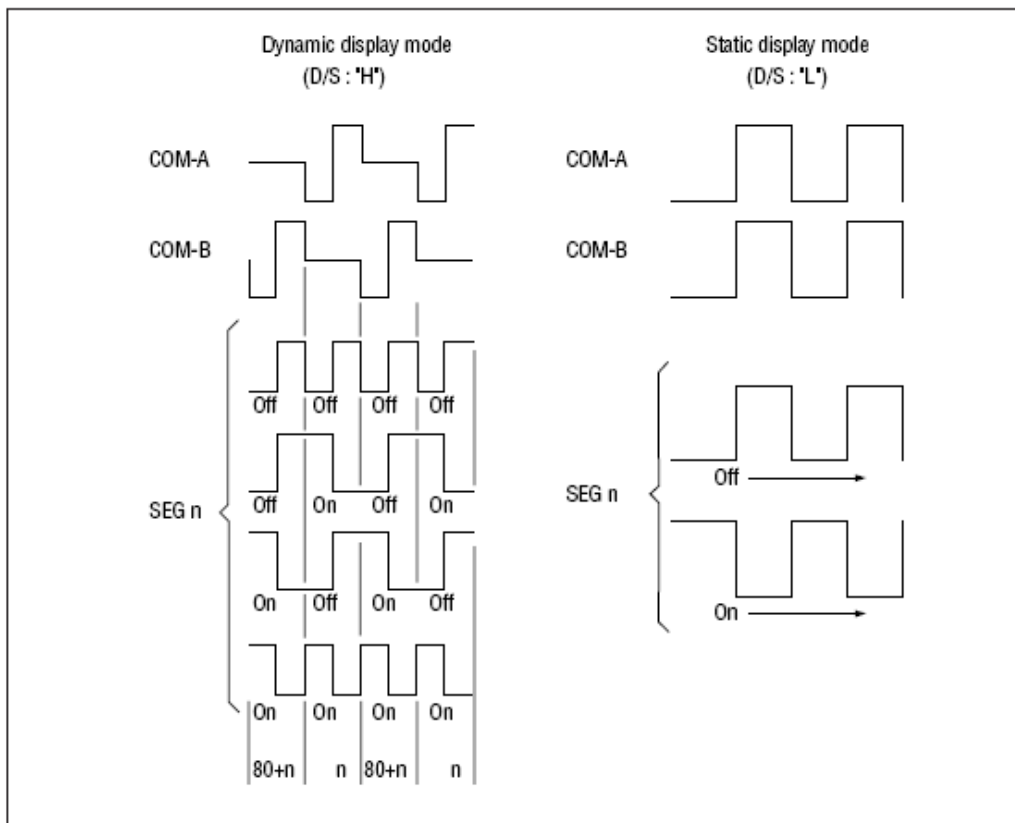 Dynamic display mode
(D/S : "H")
Static display mode
(D/S : "L")
COM-A
COM-A
COM-B
COM-B
Off Off Off Off
Off On Off On
SEG n
On Off On Off
On On On On
80+n n 80+n n
Off
SEG n
On